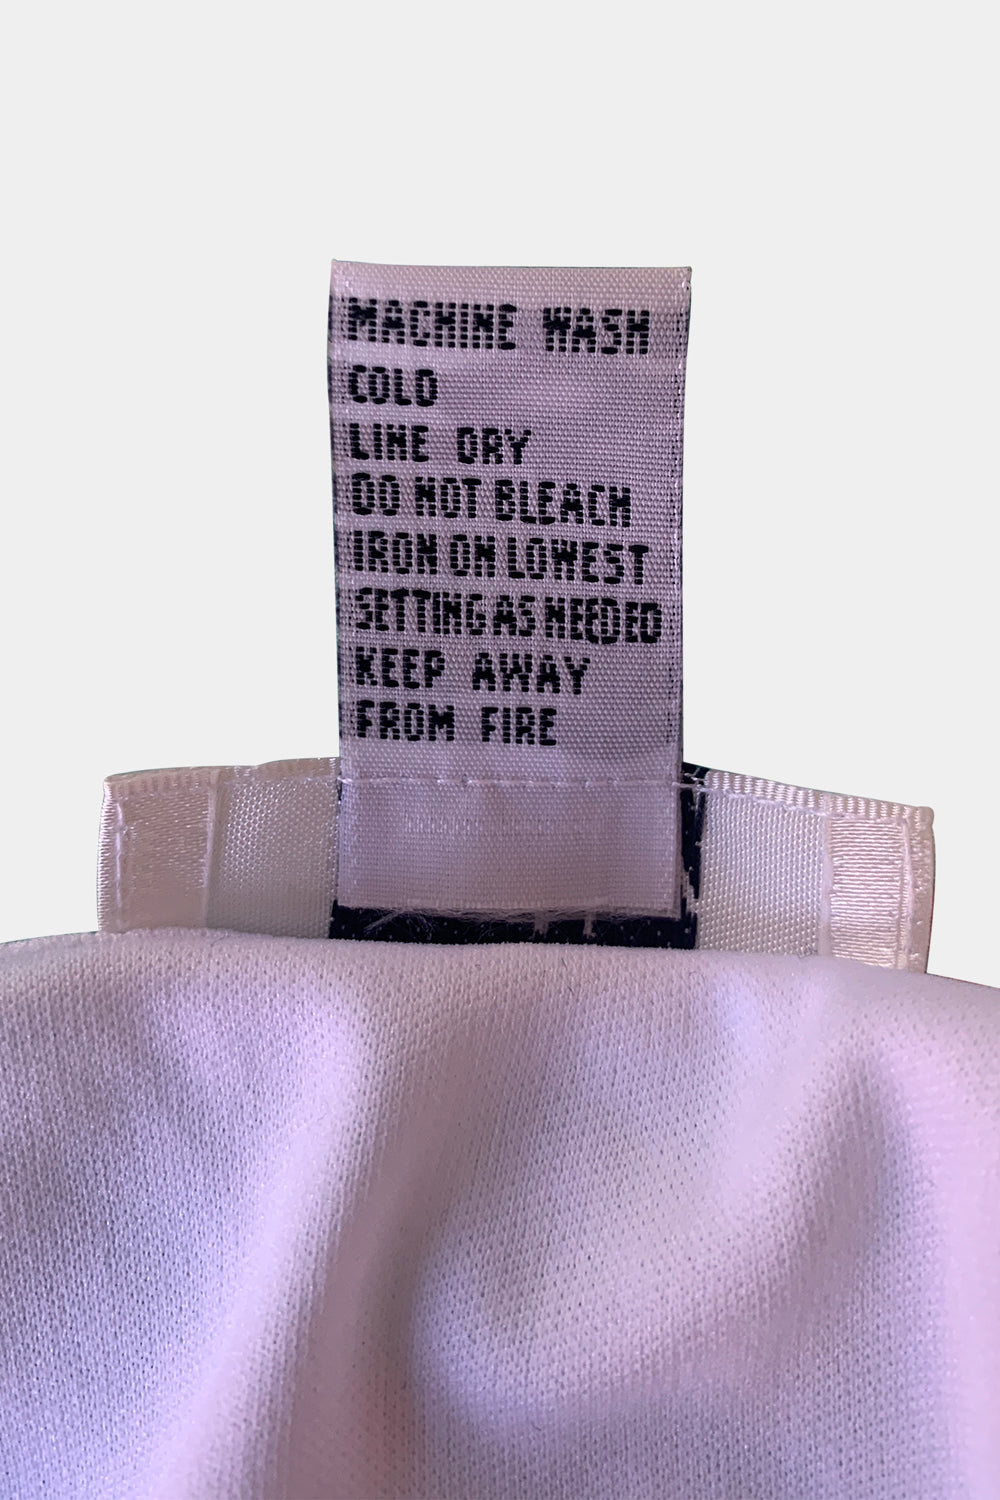 MACHINE WASH
COLD
LINE DRY
DO NOT BLEACH
IRON ON LOWEST
SETTING AS NEEDED
KEEP AWAY
FROM FIRE